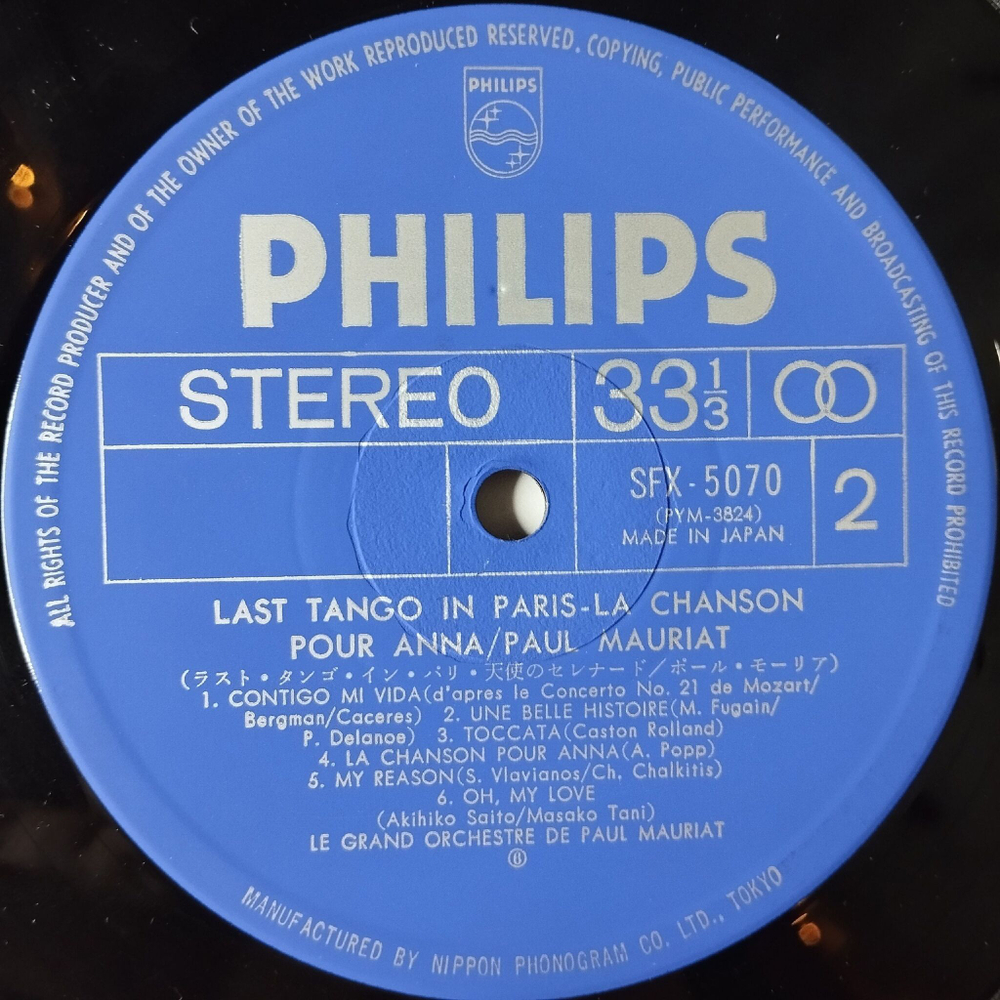 ALL RIGHTS OF THE RECORD PRODUCER AND OF THE OWNER OF THE WORK REPRODUCED RESERVED. COPYING, PUBLIC PERFORMANCE AND BROADCASTING OF THIS RECORD PROHIBITED
PHILIPS
PHILIPS
STEREO 33 1/3
SFX-5070 2
(PYM-3824)
MADE IN JAPAN
LAST TANGO IN PARIS-LA CHANSON
POUR ANNA/PAUL MAURIAT
(ラスト・タンゴ・イン・パリ・天使のセレナード/ポール・モーリア)
1. CONTIGO MI VIDA(d'apres le Concerto No. 21 de Mozart/
Bergman/Caceres) 2. UNE BELLE HISTOIRE(M. Fugain/
P. Delanoe) 3. TOCCATA(Caston Rolland)
4. LA CHANSON POUR ANNA(A. Popp)
5. MY REASON(S. Vlavianos/Ch. Chalkitis)
6. OH, MY LOVE
(Akihiko Saito/Masako Tani)
LE GRAND ORCHESTRE DE PAUL MAURIAT
MANUFACTURED BY NIPPON PHONOGRAM CO. LTD., TOKYO